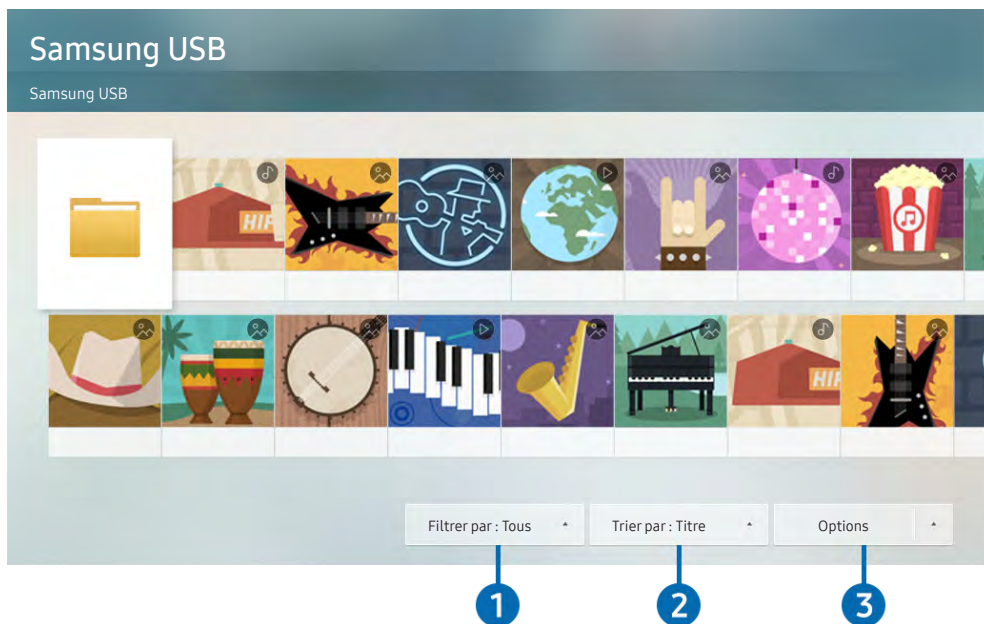 Samsung USB
Samsung USB
HIF
HIF
Filtrer par : Tous
Trier par : Titre
Options
1
2
3